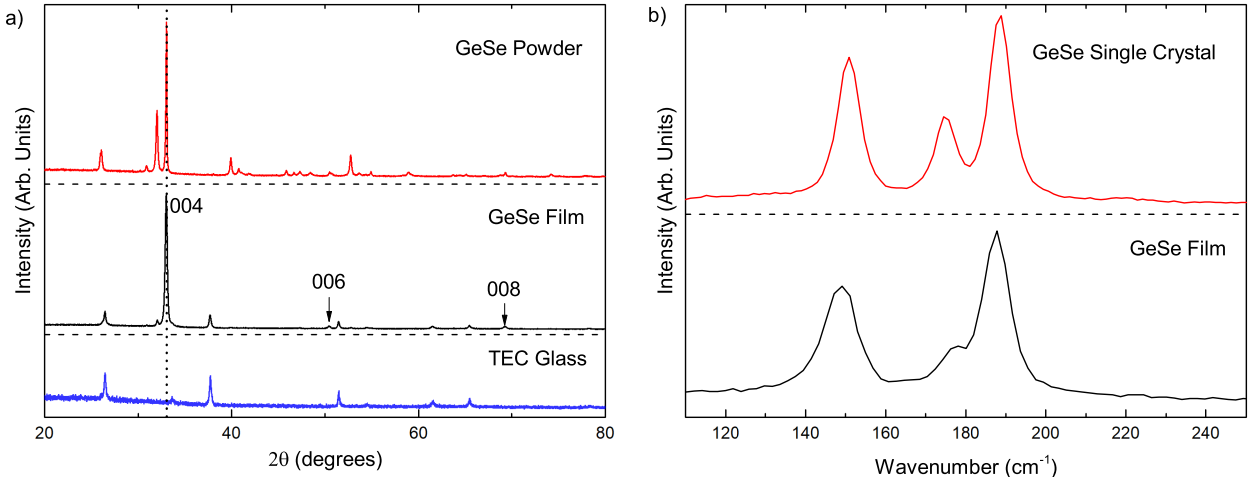 a)
GeSe Powder
GeSe Film
004
006
008
TEC Glass
Intensity (Arb. Units)
20
40
60
80
2θ (degrees)
b)
GeSe Single Crystal
GeSe Film
Intensity (Arb. Units)
120
140
160
180
200
220
240
Wavenumber (cm⁻¹)